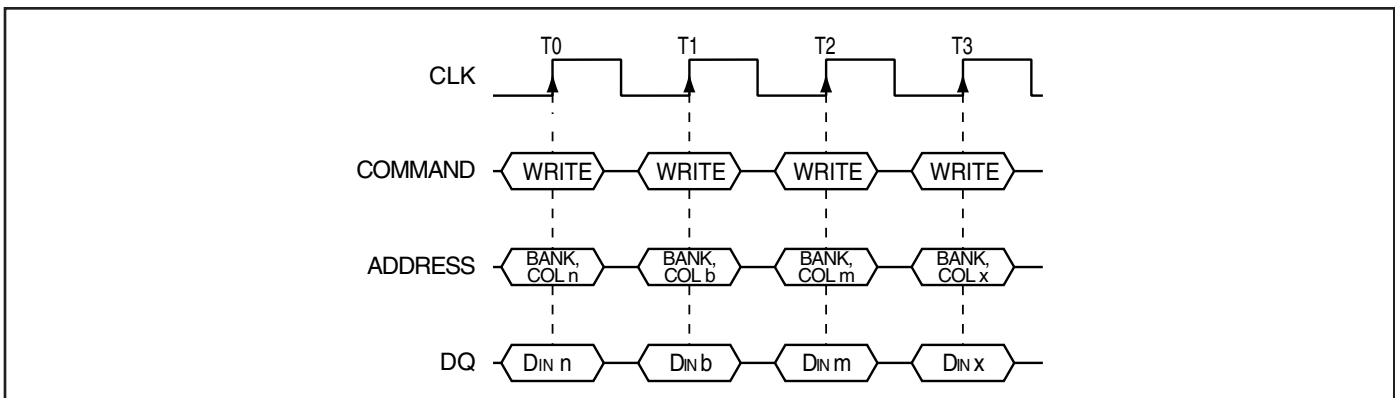 T0 T1 T2 T3
CLK
COMMAND WRITE WRITE WRITE WRITE
ADDRESS BANK, COL n BANK, COL b BANK, COL m BANK, COL x
DQ DIN n DIN b DIN m DIN x